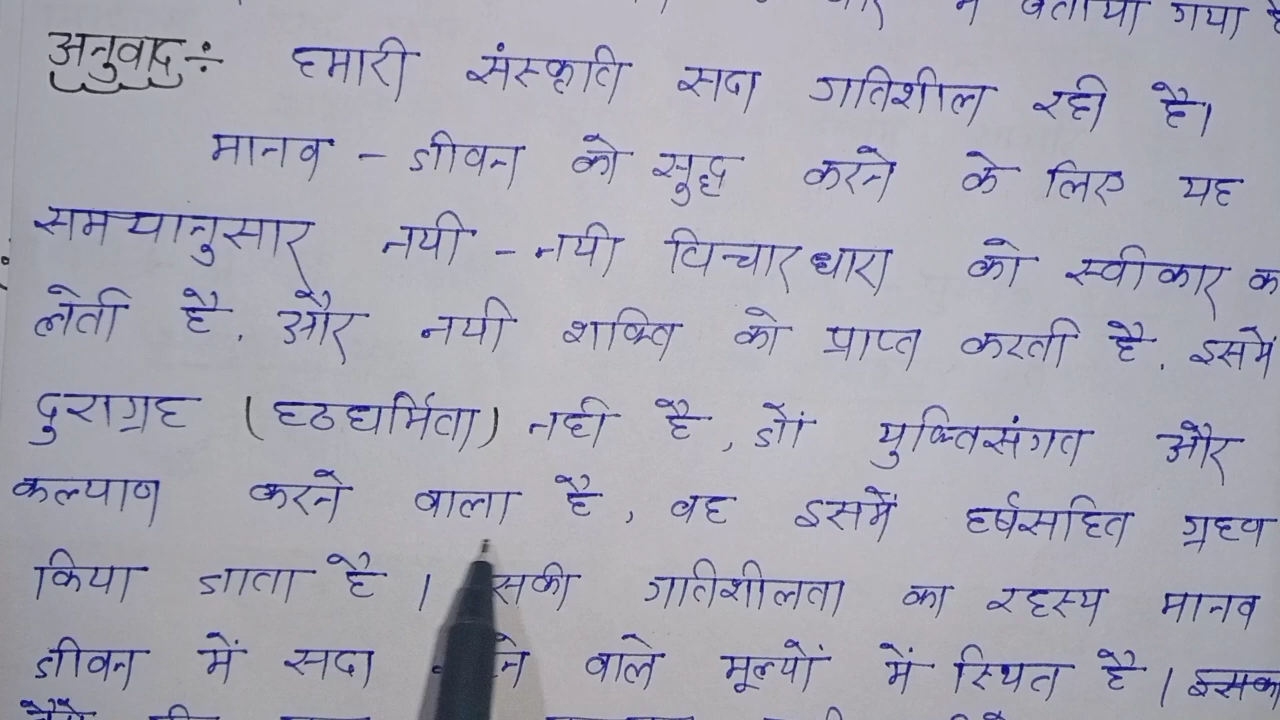 में बताया गया
अनुवाद÷ हमारी संस्कृति सदा गतिशील रही है।
मानव - जीवन को सुद्ध करने के लिए यह
समयानुसार नयी - नयी विचारधारा को स्वीकार क
लेती है, और नयी शक्ति को प्राप्त करती है, इसमें
दुराग्रह (हठधर्मिता) नही है, जों युक्तिसंगत और
कल्याण करने वाला है, वह इसमें हर्षसहित ग्रहण
किया जाता है। सकी गतिशीलता का रहस्य मानव
जीवन में सदा ने वाले मूल्यों में स्थित है। इसक